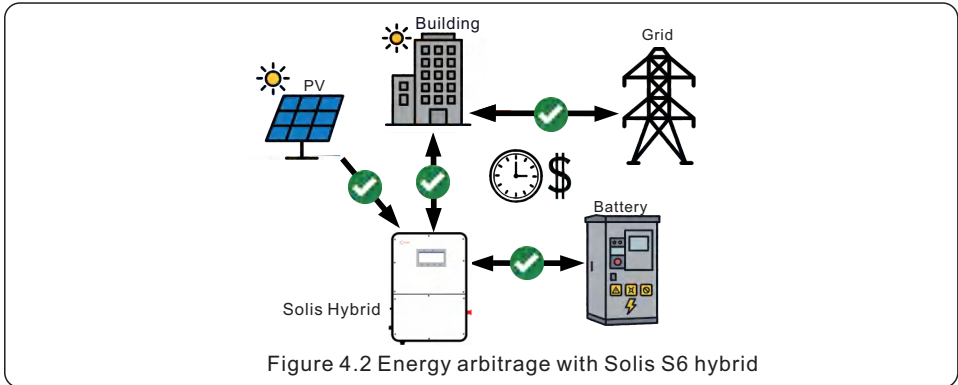 Building
Grid
PV
$
Battery
Solis Hybrid
Figure 4.2 Energy arbitrage with Solis S6 hybrid